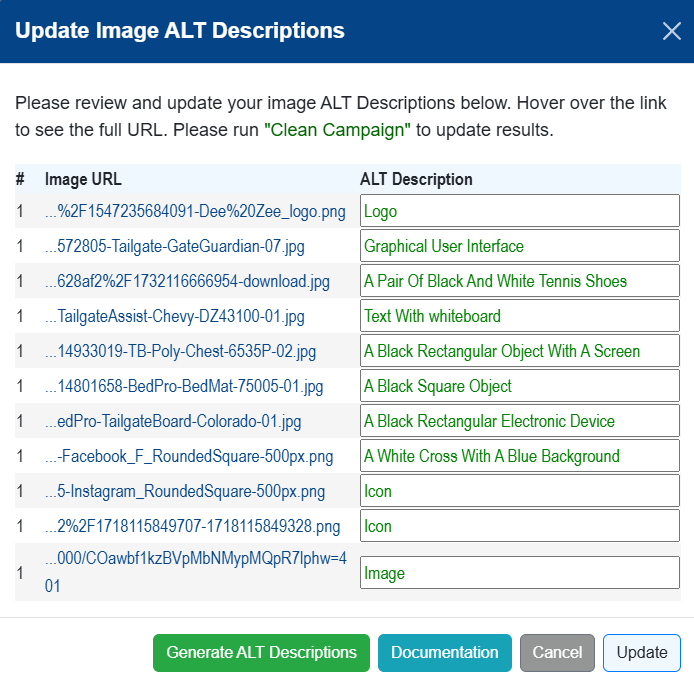 Update Image ALT Descriptions
Please review and update your image ALT Descriptions below. Hover over the link
to see the full URL. Please run "Clean Campaign" to update results.
# Image URL ALT Description
1 ...%2F1547235684091-Dee%20Zee_logo.png Logo
1 ...572805-Tailgate-GateGuardian-07.jpg Graphical User Interface
1 ...628af2%2F1732116666954-download.jpg A Pair Of Black And White Tennis Shoes
1 ...TailgateAssist-Chevy-DZ43100-01.jpg Text With whiteboard
1 ...14933019-TB-Poly-Chest-6535P-02.jpg A Black Rectangular Object With A Screen
1 ...14801658-BedPro-BedMat-75005-01.jpg A Black Square Object
1 ...edPro-TailgateBoard-Colorado-01.jpg A Black Rectangular Electronic Device
1 ...-Facebook_F_RoundedSquare-500px.png A White Cross With A Blue Background
1 ...5-Instagram_RoundedSquare-500px.png Icon
1 ...2%2F1718115849707-1718115849328.png Icon
...000/COawbf1kzBVpMbNMypMQpR7Iphw=4
1 01 Image
Generate ALT Descriptions Documentation Cancel Update